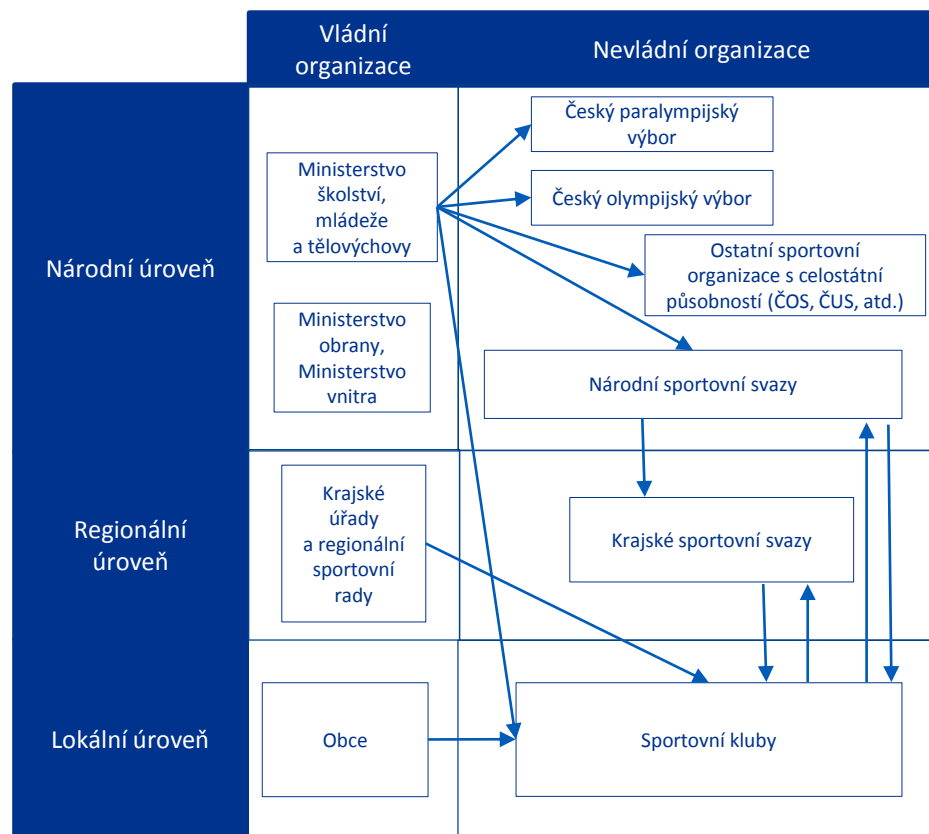 Vládní
organizace
Nevládní organizace
Národní úroveň
Ministerstvo
školství,
mládeže
a tělovýchovy
Český paralympijský
výbor
Český olympijský výbor
Ostatní sportovní
organizace s celostátní
působností (ČOS, ČUS, atd.)
Ministerstvo
obrany,
Ministerstvo
vnitra
Národní sportovní svazy
Regionální
úroveň
Krajské
úřady
a regionální
sportovní
rady
Krajské sportovní svazy
Lokální úroveň
Obce
Sportovní kluby